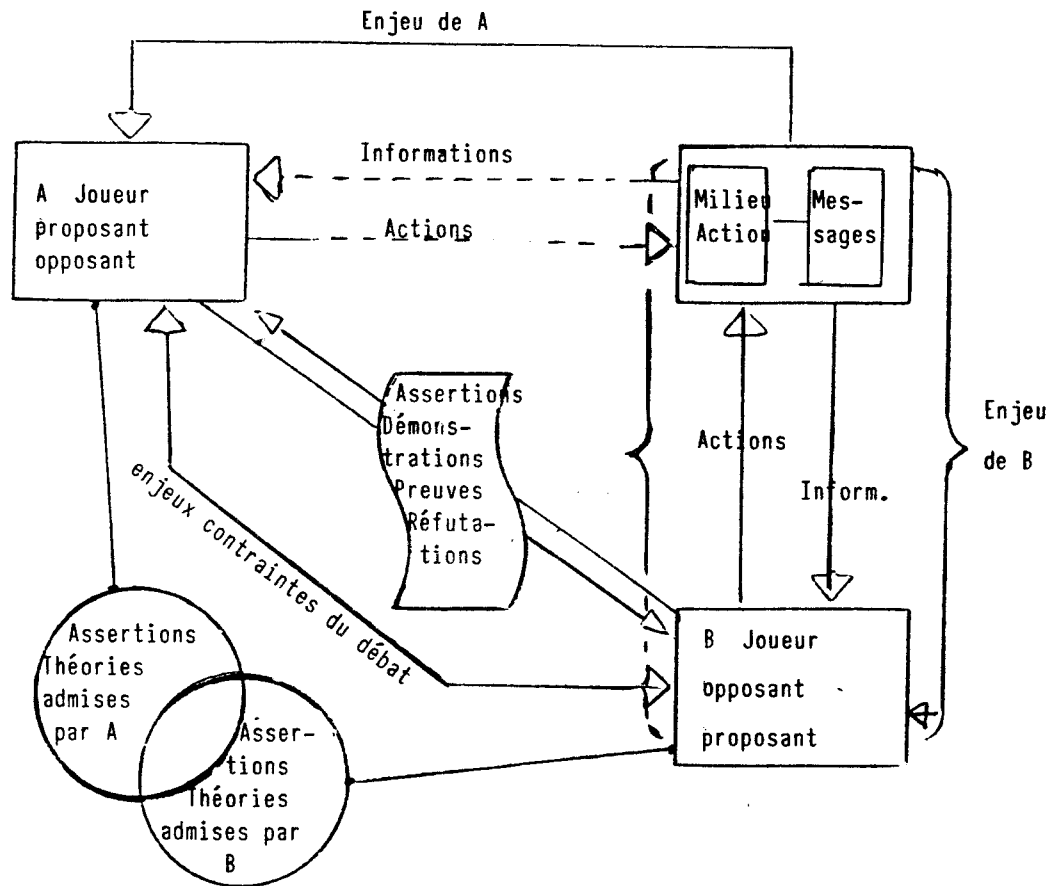 Enjeu de A
A Joueur
proposant
opposant
Informations
Actions
Milieu
Action
Mes-
sages
Assertions
Démons-
trations
Preuves
Réfuta-
tions
Actions
Inform.
Enjeu
de B
enjeux contraintes du débat
B Joueur
opposant
proposant
Assertions
Théories
admises
par A
Asser-
tions
Théories
admises par
B